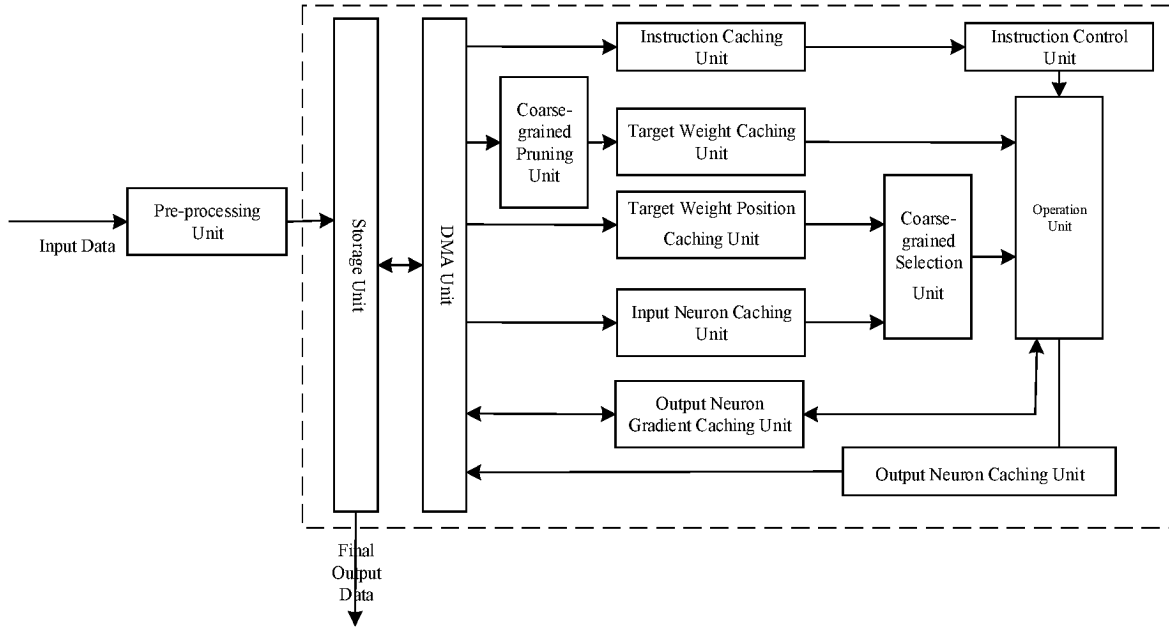 Input Data
Pre-processing
Unit
Storage Unit
Final
Output
Data
DMA Unit
Instruction Caching
Unit
Instruction Control
Unit
Coarse-
grained
Pruning
Unit
Target Weight Caching
Unit
Target Weight Position
Caching Unit
Coarse-
grained
Selection
Unit
Operation
Unit
Input Neuron Caching
Unit
Output Neuron
Gradient Caching Unit
Output Neuron Caching Unit